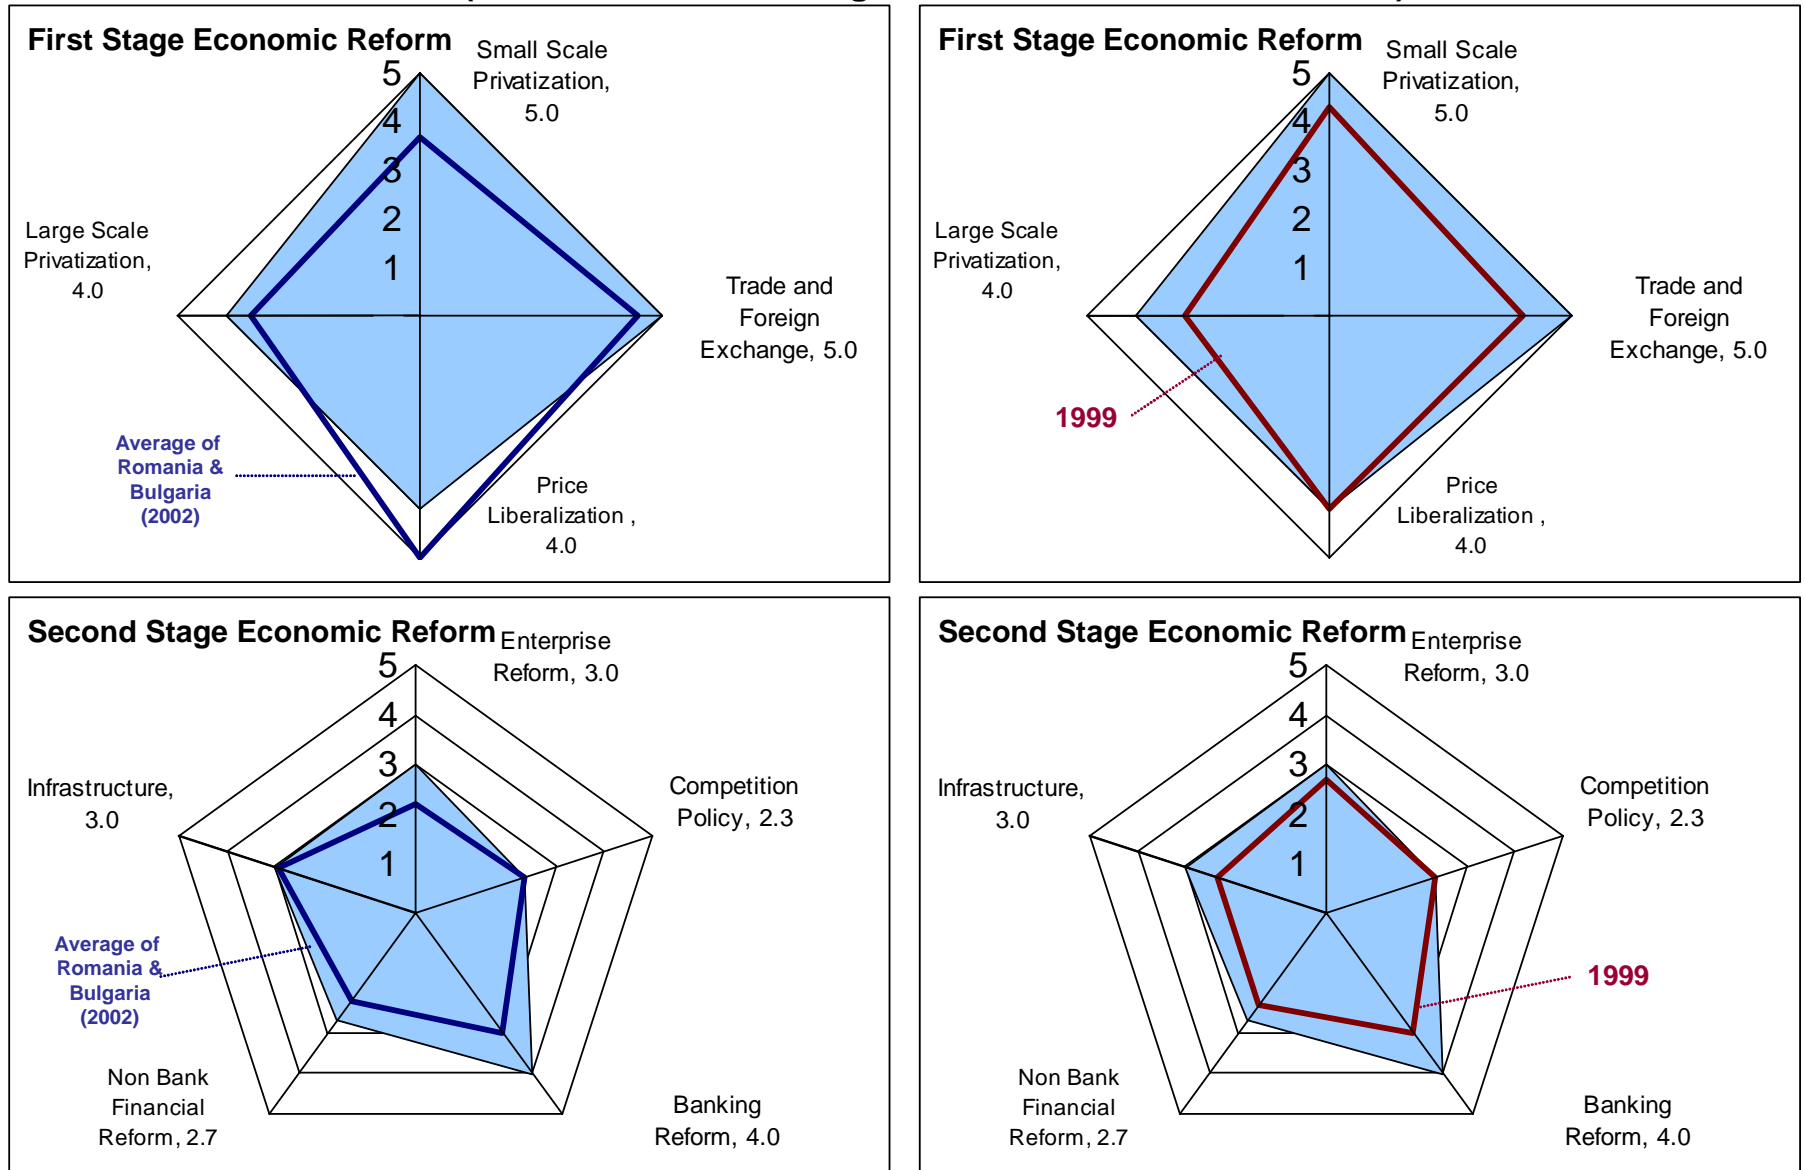 First Stage Economic Reform
Small Scale
Privatization,
5.0
5
4
3
2
1
Large Scale
Privatization,
4.0
Trade and
Foreign
Exchange, 5.0
Average of
Romania &
Bulgaria
(2002)
Price
Liberalization ,
4.0
First Stage Economic Reform
Small Scale
Privatization,
5.0
5
4
3
2
1
Large Scale
Privatization,
4.0
Trade and
Foreign
Exchange, 5.0
1999
Price
Liberalization ,
4.0
Second Stage Economic Reform
Enterprise
Reform, 3.0
5
4
3
2
1
Infrastructure,
3.0
Competition
Policy, 2.3
Average of
Romania &
Bulgaria
(2002)
Non Bank
Financial
Reform, 2.7
Banking
Reform, 4.0
Second Stage Economic Reform
Enterprise
Reform, 3.0
5
4
3
2
1
Infrastructure,
3.0
Competition
Policy, 2.3
1999
Non Bank
Financial
Reform, 2.7
Banking
Reform, 4.0